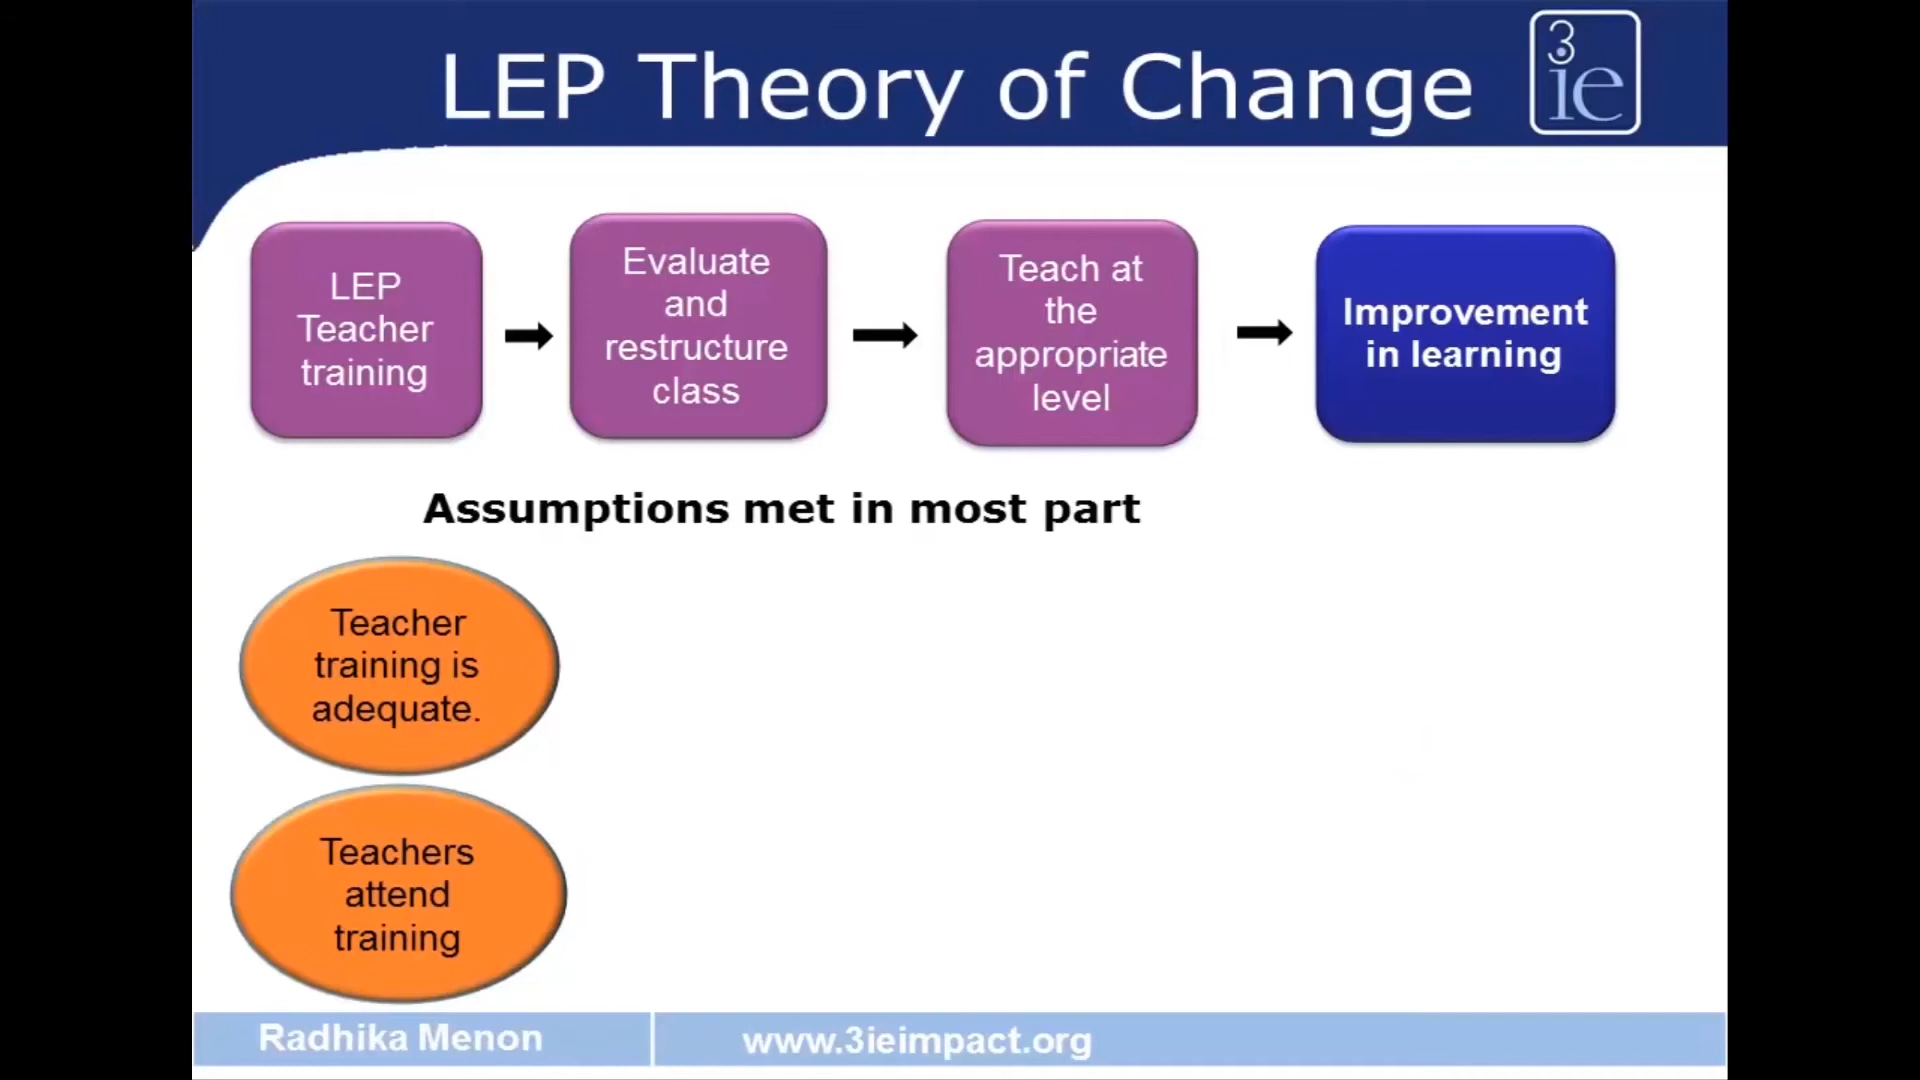 LEP Theory of Change
3
ie
LEP
Teacher
training
Evaluate
and
restructure
class
Teach at
the
appropriate
level
Improvement
in learning
Assumptions met in most part
Teacher
training is
adequate.
Teachers
attend
training
Radhika Menon
www.3ieimpact.org